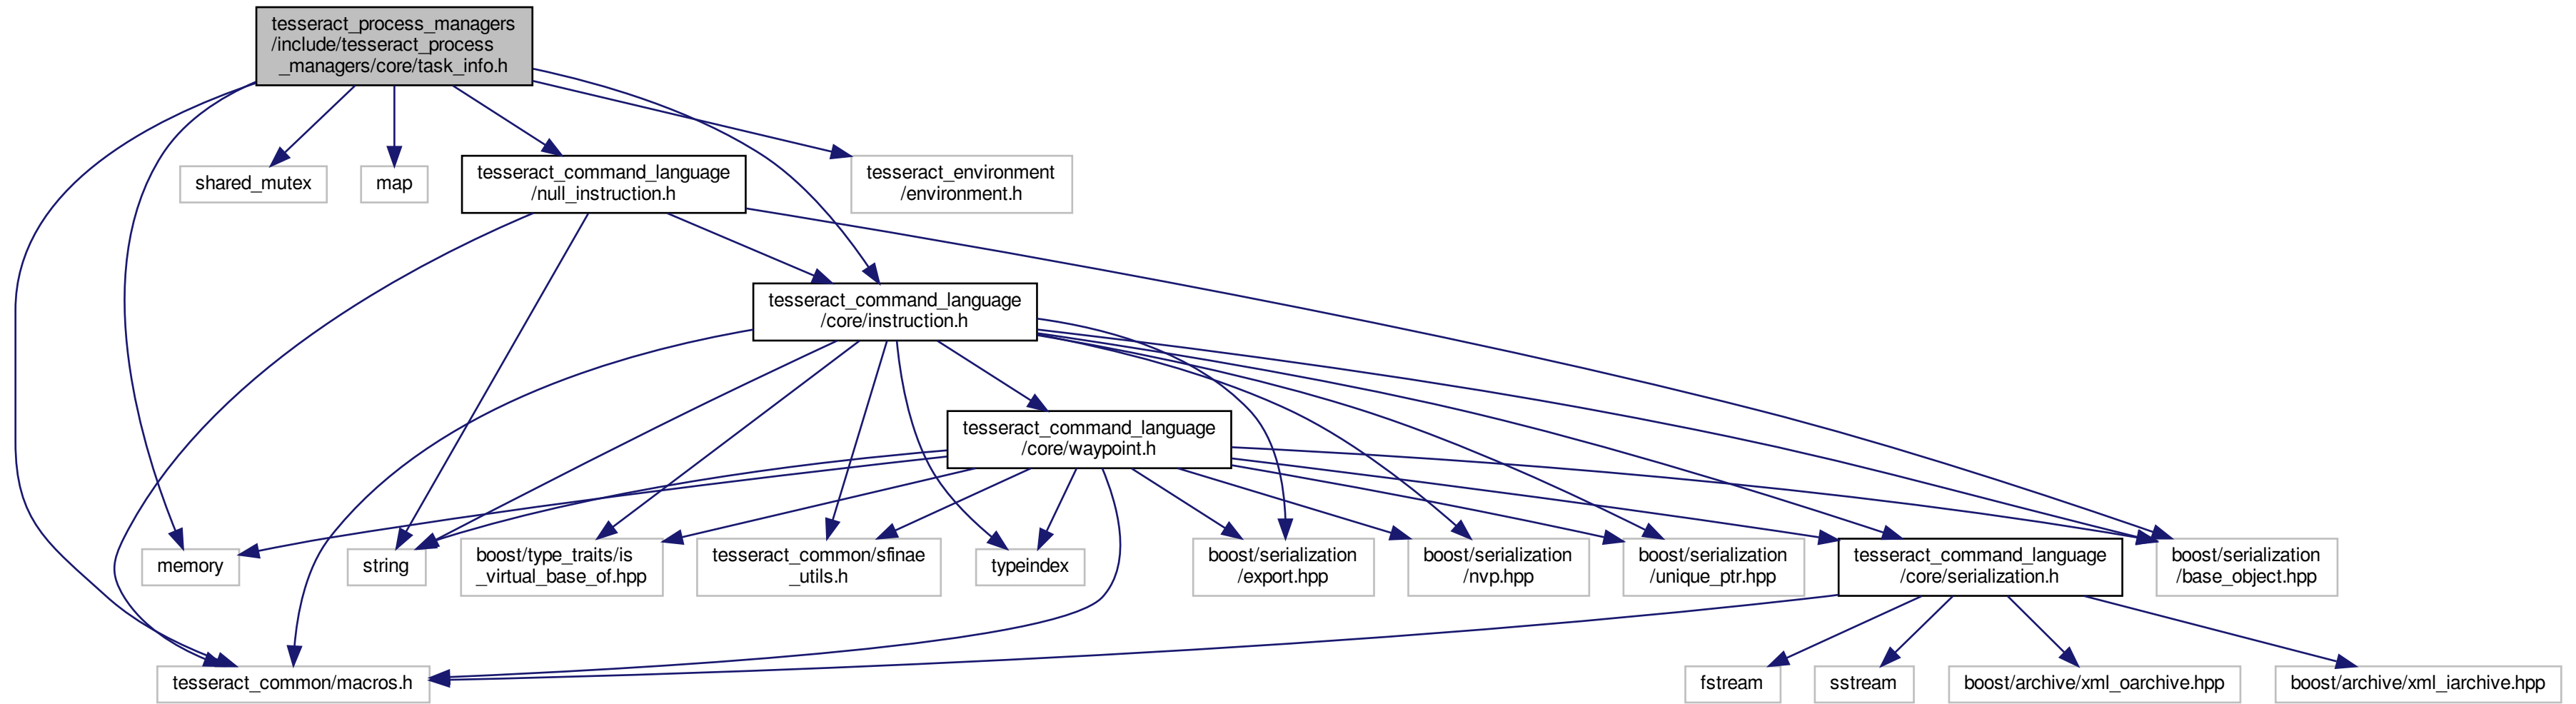 tesseract_process_managers
/include/tesseract_process
_managers/core/task_info.h
shared_mutex
map
tesseract_command_language
/null_instruction.h
tesseract_environment
/environment.h
tesseract_command_language
/core/instruction.h
tesseract_command_language
/core/waypoint.h
memory
string
boost/type_traits/is
_virtual_base_of.hpp
tesseract_common/sfinae
_utils.h
typeindex
boost/serialization
/export.hpp
boost/serialization
/nvp.hpp
boost/serialization
/unique_ptr.hpp
tesseract_command_language
/core/serialization.h
boost/serialization
/base_object.hpp
tesseract_common/macros.h
fstream
sstream
boost/archive/xml_oarchive.hpp
boost/archive/xml_iarchive.hpp